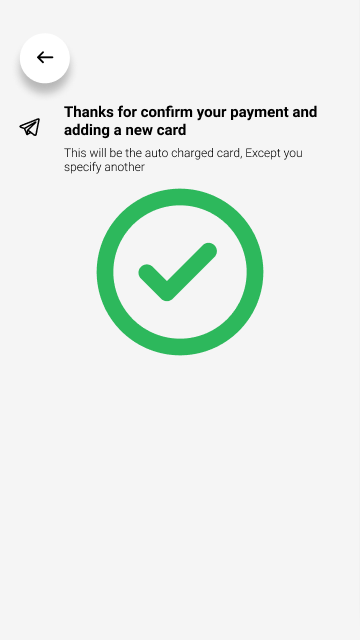 Thanks for confirm your payment and
adding a new card
This will be the auto charged card, Except you
specify another